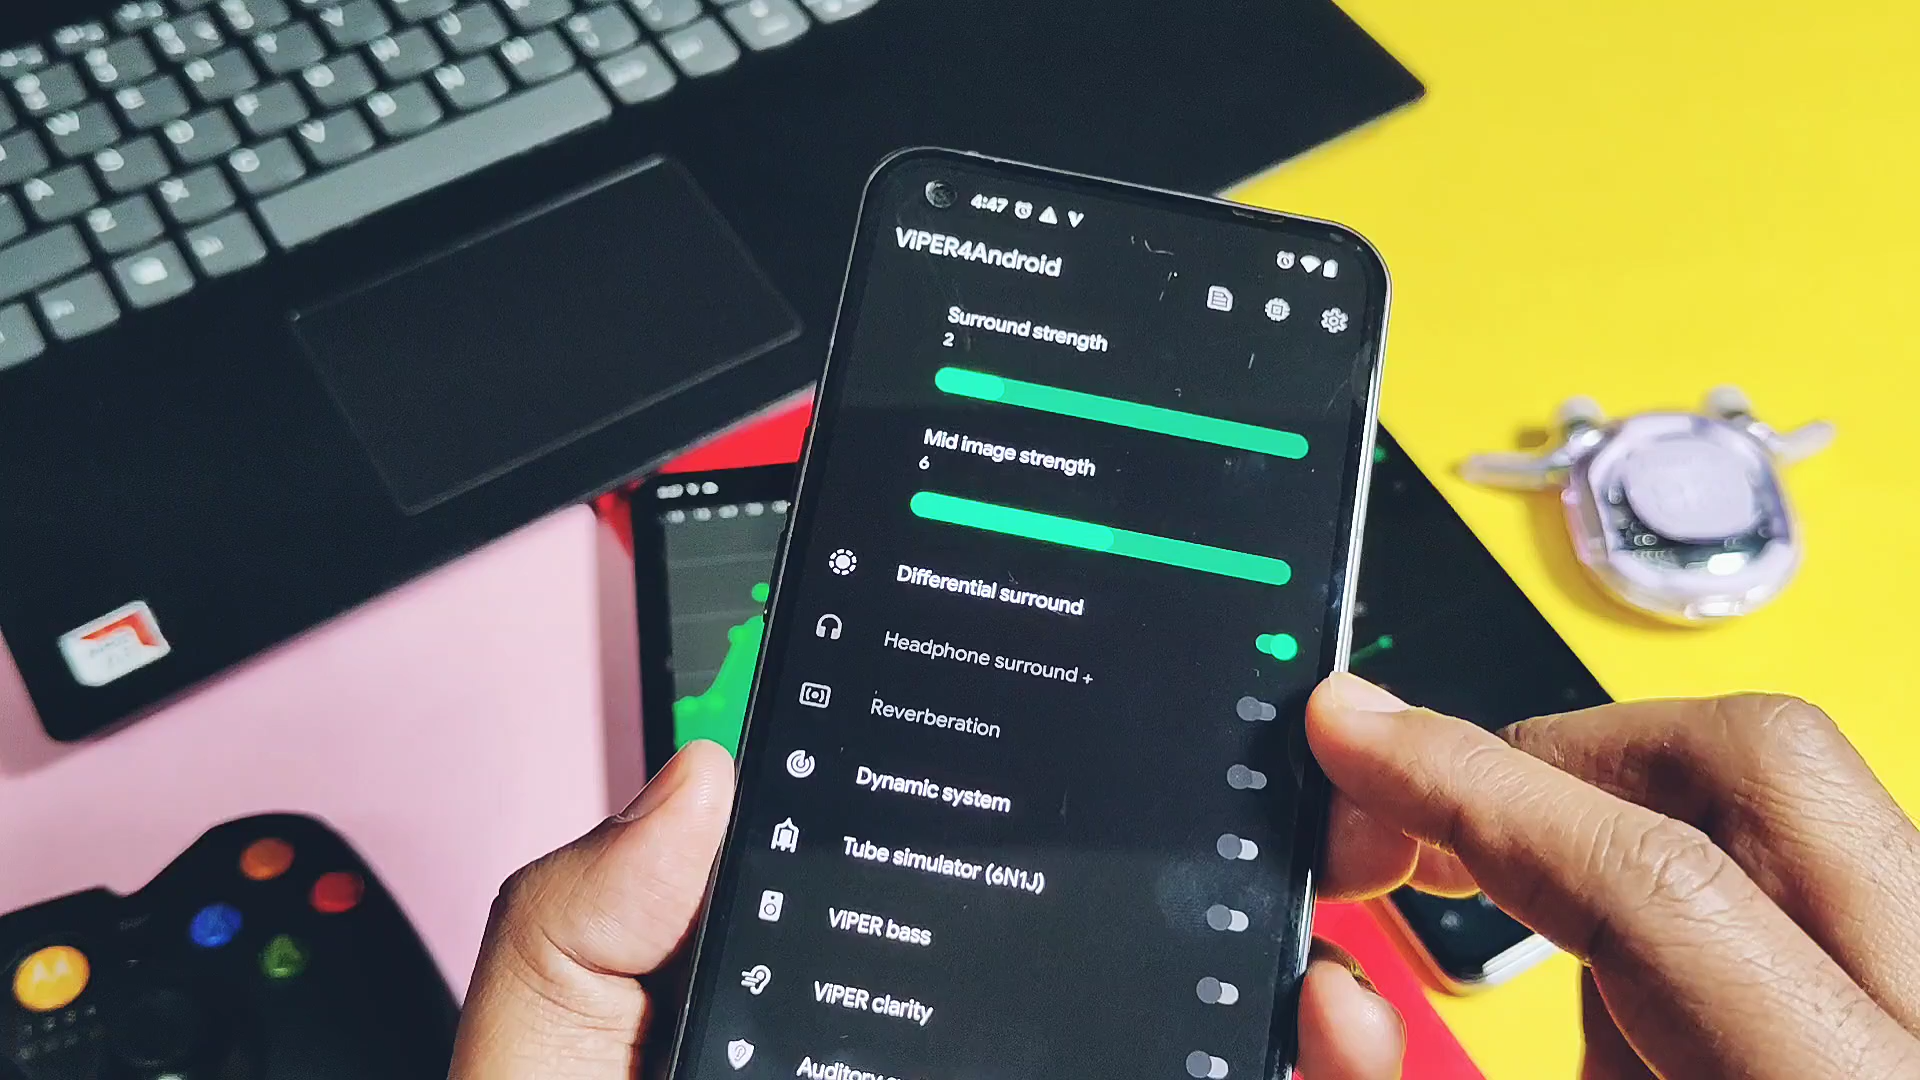 4:47
ViPER4Android
Surround strength
2
Mid image strength
6
Differential surround
Headphone surround +
Reverberation
Dynamic system
Tube simulator (6N1J)
ViPER bass
ViPER clarity
Auditory